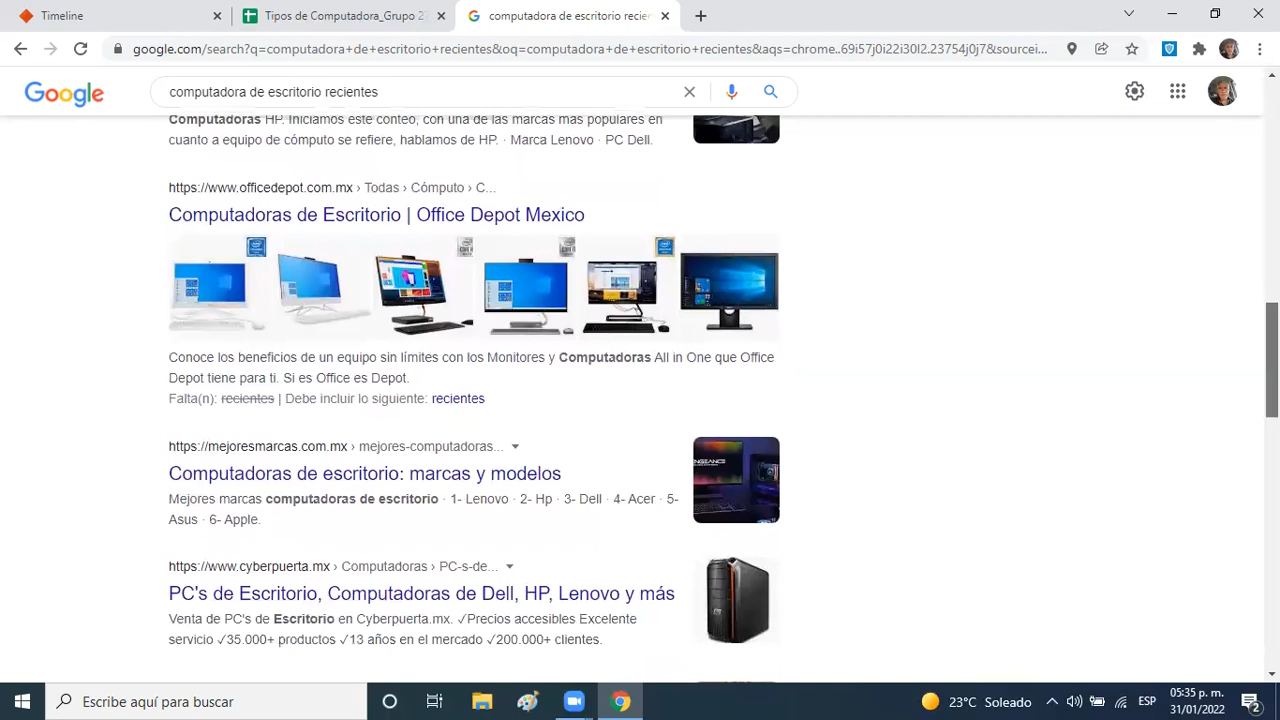 Timeline
Tipos de Computadora_Grupo 2
computadora de escritorio recien
google.com/search?q=computadora+de+escritorio+recientes&oq=computadora+de+escritorio+recientes&aqs=chrome..69i57j0i22i30l2.23754j0j7&sourcei...
Google
computadora de escritorio recientes
Computadoras HP. Iniciamos este conteo, con una de las marcas más populares en
cuanto a equipo de cómputo se refiere, hablamos de HP. · Marca Lenovo · PC Dell.
https://www.officedepot.com.mx › Todas › Cómputo › C...
Computadoras de Escritorio | Office Depot Mexico
Conoce los beneficios de un equipo sin límites con los Monitores y Computadoras All in One que Office
Depot tiene para ti. Si es Office es Depot.
Falta(n): recientes | Debe incluir lo siguiente: recientes
https://mejoresmarcas.com.mx › mejores-computadoras...
Computadoras de escritorio: marcas y modelos
Mejores marcas computadoras de escritorio · 1- Lenovo · 2- Hp · 3- Dell · 4- Acer · 5-
Asus · 6- Apple.
https://www.cyberpuerta.mx › Computadoras › PC-s-de...
PC's de Escritorio, Computadoras de Dell, HP, Lenovo y más
Venta de PC's de Escritorio en Cyberpuerta.mx. ✓Precios accesibles Excelente
servicio ✓35.000+ productos ✓13 años en el mercado ✓200.000+ clientes.
Escribe aquí para buscar
23°C Soleado
ESP
05:35 p. m.
31/01/2022
2